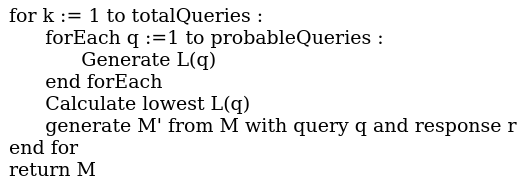 for k := 1 to totalQueries :
forEach q :=1 to probableQueries :
Generate L(q)
end forEach
Calculate lowest L(q)
generate M' from M with query q and response r
end for
return M